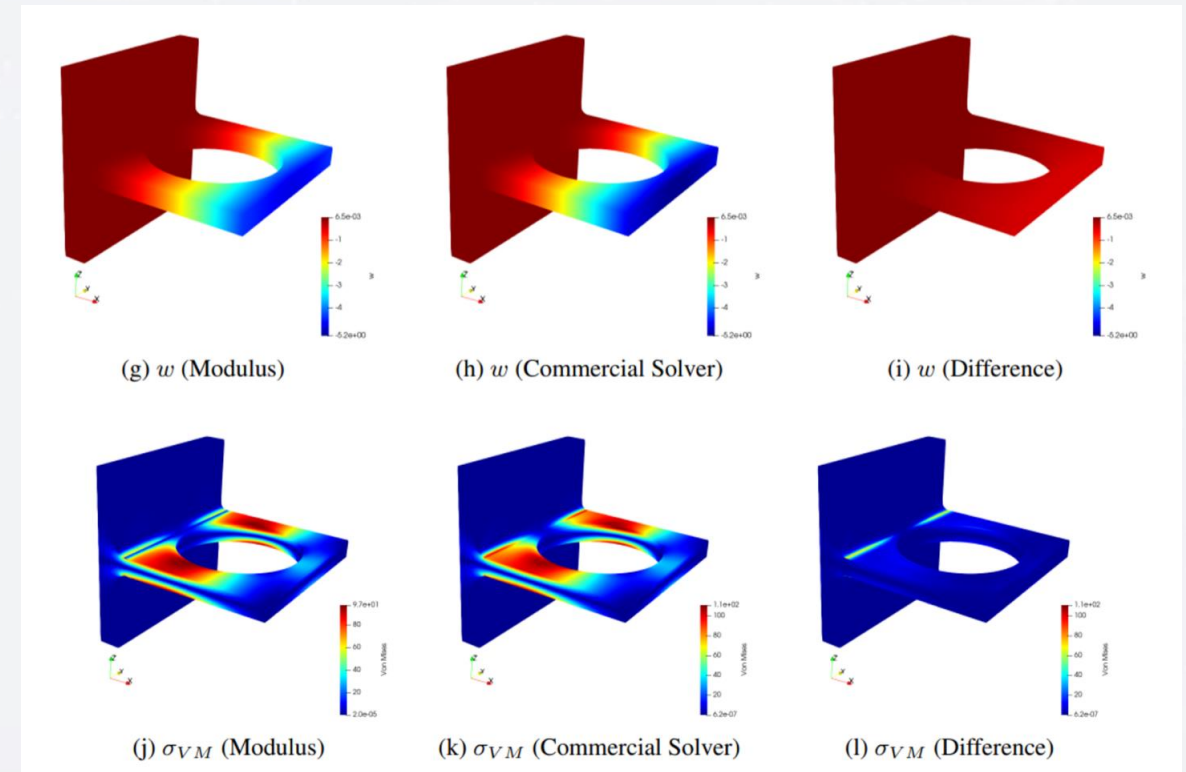 6.5e-03
-1
-2
-3
-4
-5.2e+00
w
Z
Y
X
6.5e-03
-1
-2
-3
-4
-5.2e+00
w
Z
Y
X
6.5e-03
-1
-2
-3
-4
-5.2e+00
w
Z
Y
X
(g) w (Modulus)
(h) w (Commercial Solver)
(i) w (Difference)
9.7e+01
80
60
40
20
2.0e-05
Von Mises
Z
Y
X
1.1e+02
100
80
60
40
20
6.2e-07
Von Mises
Z
Y
X
1.1e+02
100
80
60
40
20
6.2e-07
Von Mises
Z
Y
X
(j) σVM (Modulus)
(k) σVM (Commercial Solver)
(l) σVM (Difference)